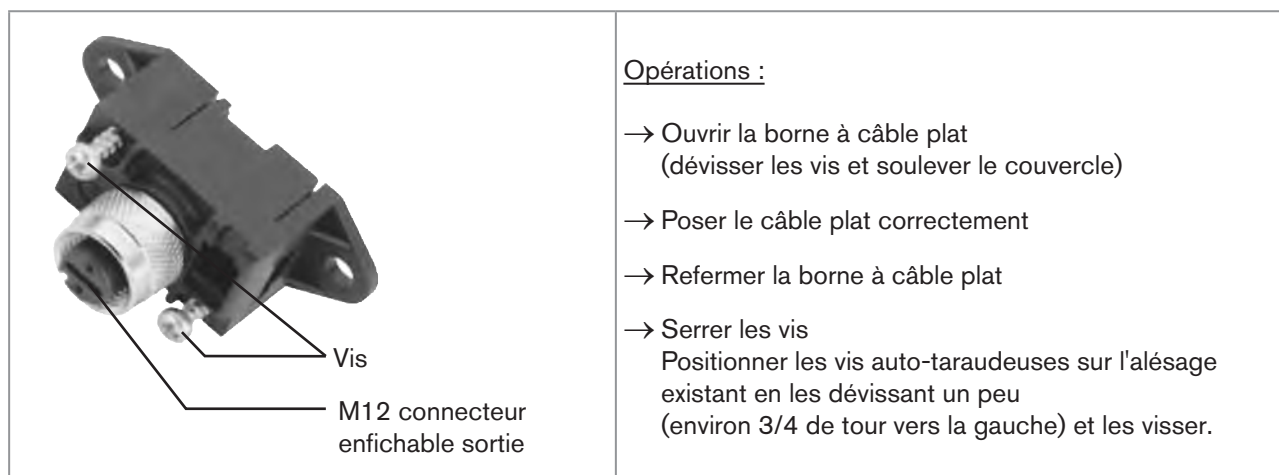 Vis
M12 connecteur
enfichable sortie
Opérations :
→ Ouvrir la borne à câble plat
(dévisser les vis et soulever le couvercle)
→ Poser le câble plat correctement
→ Refermer la borne à câble plat
→ Serrer les vis
Positionner les vis auto-taraudeuses sur l'alésage
existant en les dévissant un peu
(environ 3/4 de tour vers la gauche) et les visser.